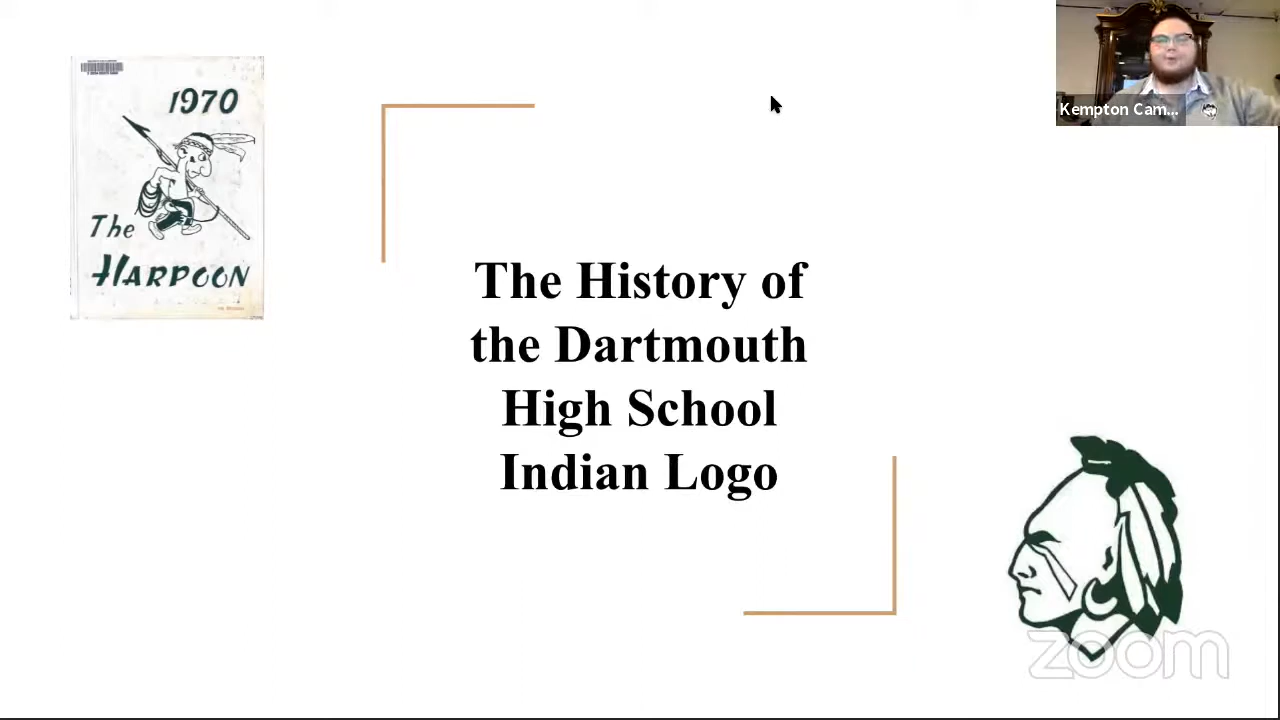 1970
The
HARPOON
Kempton Cam...
The History of
the Dartmouth
High School
Indian Logo
zoom